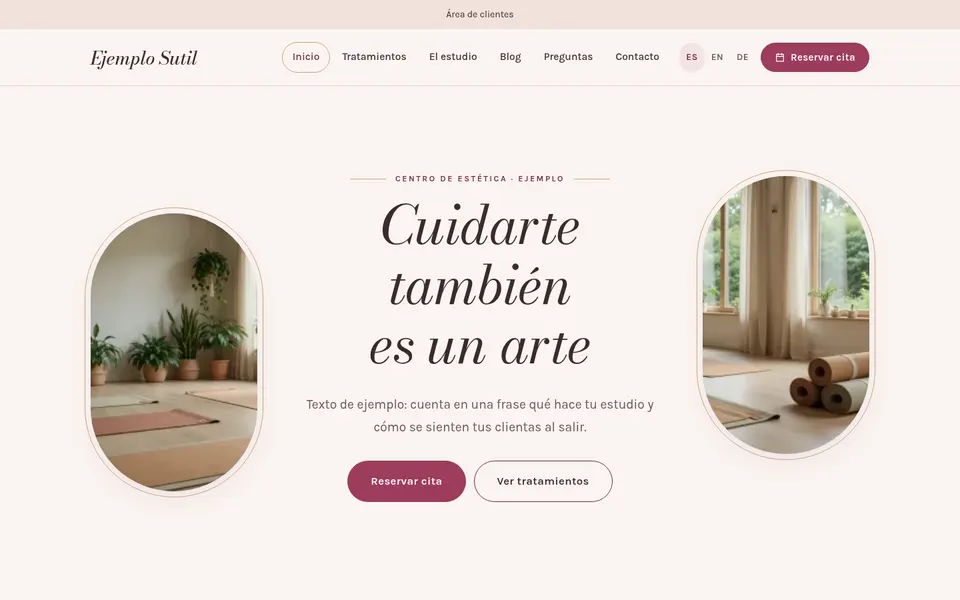 Área de clientes
Ejemplo Sutil
Inicio
Tratamientos
El estudio
Blog
Preguntas
Contacto
ES
EN
DE
Reservar cita
CENTRO DE ESTÉTICA · EJEMPLO
Cuidarte
también
es un arte
Texto de ejemplo: cuenta en una frase qué hace tu estudio y
cómo se sienten tus clientas al salir.
Reservar cita
Ver tratamientos